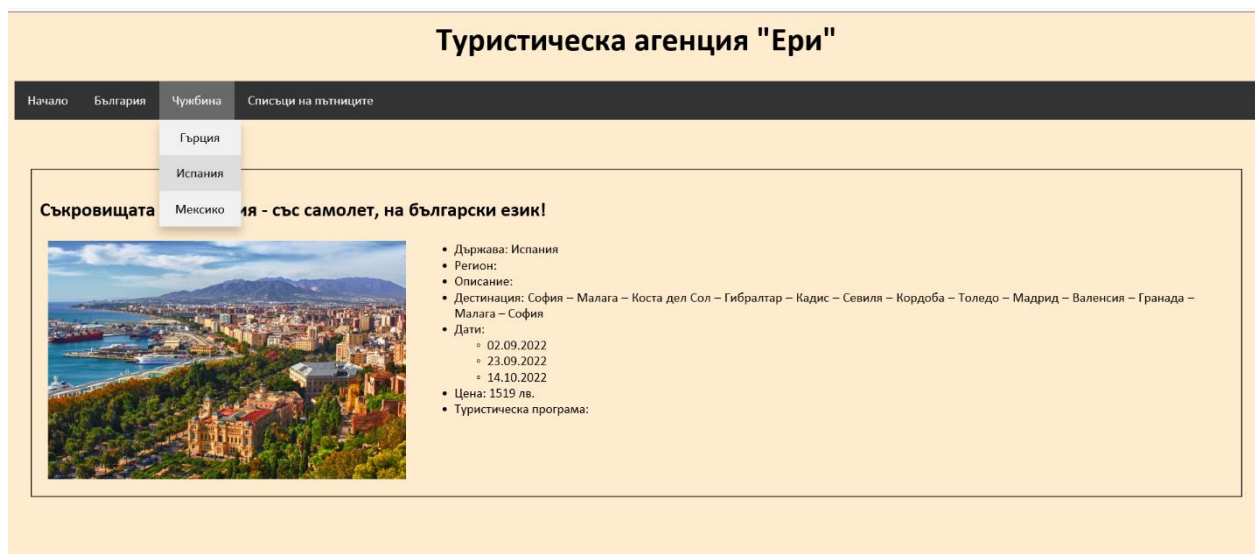 Туристическа агенция "Ери"
Начало България Чужбина Списъци на пътниците
Гърция
Испания
Мексико
Съкровищата ия - със самолет, на български език!
Държава: Испания
Регион:
Описание:
Дестинация: София – Малага – Коста дел Сол – Гибралтар – Кадис – Севиля – Кордоба – Толедо – Мадрид – Валенсия – Гранада –
Малага – София
Дати:
02.09.2022
23.09.2022
14.10.2022
Цена: 1519 лв.
Туристическа програма: